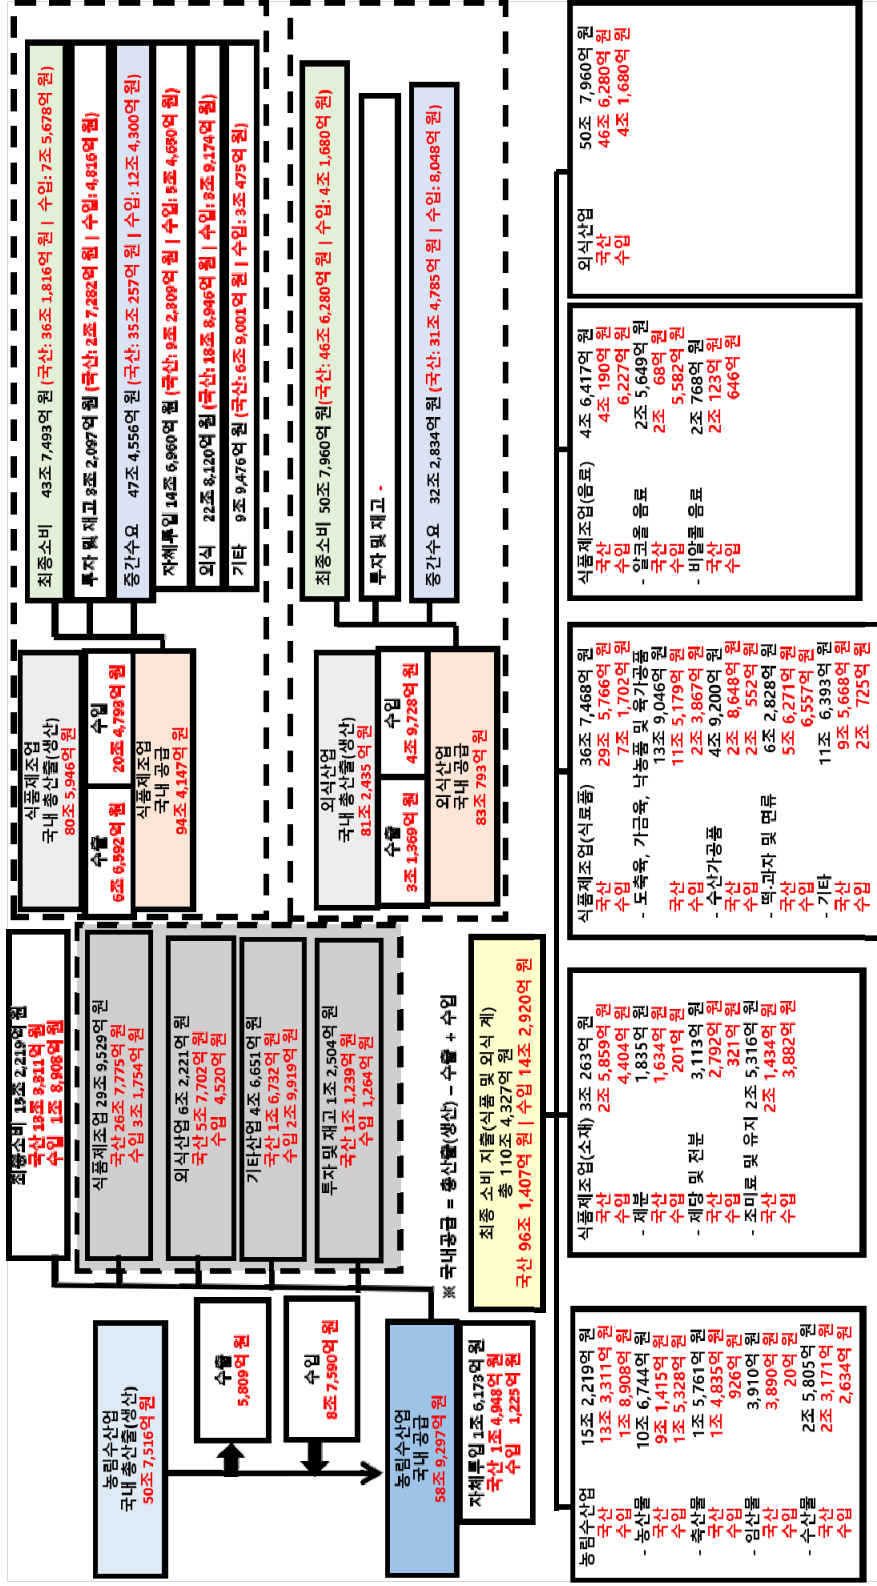 농림수산업
국내 총산출(생산)
50조 7,516억 원
수출
5,809억 원
수입
8조 7,590억 원
농림수산업
국내 공급
58조 9,297억 원
자체투입 1조 6,173억 원
국산 1조 4,948억 원
수입 1,225억 원
최종소비 15조 2,219억 원
국산 13조 3,311억 원
수입 1조 8,908억 원
식품제조업 19조 9,529억 원
국산 26조 7,775억 원
수입 3조 1,754억 원
외식산업 6조 2,221억 원
국산 5조 7,702억 원
수입 4,520억 원
기타산업 4조 6,651억 원
국산 1조 6,732억 원
수입 2조 9,919억 원
투자 및 재고 1조 2,504억 원
국산 1조 1,239억 원
수입 1,264억 원
※ 국내공급 = 총산출(생산) – 수출 + 수입
식품제조업
국내 총산출(생산)
80조 5,946억 원
수출
6조 6,592억 원
수입
20조 4,793억 원
식품제조업
국내 공급
94조 4,147억 원
최종소비 43조 7,493억 원 (국산: 36조 1,816억 원 | 수입: 7조 5,678억 원)
투자 및 재고 3조 2,097억 원 (국산: 2조 7,282억 원 | 수입: 4,816억 원)
중간수요 47조 4,556억 원 (국산: 35조 257억 원 | 수입: 12조 4,300억 원)
자체투입 14조 6,960억 원 (국산: 9조 2,309억 원 | 수입: 5조 4,650억 원)
외식 22조 8,120억 원 (국산: 18조 8,946억 원 | 수입: 3조 9,174억 원)
기타 9조 9,476억 원 (국산: 6조 9,001억 원 | 수입: 3조 475억 원)
외식산업
국내 총산출(생산)
81조 2,435억 원
수출
3조 1,369억 원
수입
4조 9,728억 원
외식산업
국내 공급
83조 793억 원
최종소비 50조 7,960억 원(국산: 46조 6,280억 원 | 수입: 4조 1,680억 원)
투자 및 재고 -
중간수요 32조 2,834억 원 (국산: 31조 4,785억 원 | 수입: 8,048억 원)
최종 소비 지출(식품 및 외식 계)
총 110조 4,327억 원
국산 96조 1,407억 원 | 수입 14조 2,920억 원
농림수산업 15조 2,219억 원
국산 13조 3,311억 원
수입 1조 8,908억 원
- 농산물 10조 6,744억 원
국산 9조 1,415억 원
수입 1조 5,328억 원
- 축산물 1조 5,761억 원
국산 1조 4,835억 원
수입 926억 원
- 임산물 3,910억 원
국산 3,890억 원
수입 20억 원
- 수산물 2조 5,805억 원
국산 2조 3,171억 원
수입 2,634억 원
식품제조업(소재) 3조 263억 원
국산 2조 5,859억 원
수입 4,404억 원
- 제분 1,835억 원
국산 1,634억 원
수입 201억 원
- 제당 및 전분 3,113억 원
국산 2,792억 원
수입 321억 원
- 조미료 및 유지 2조 5,316억 원
국산 2조 1,434억 원
수입 3,882억 원
식품제조업(식료품) 36조 7,468억 원
국산 29조 5,766억 원
수입 7조 1,702억 원
- 도축육, 가금육, 낙농품 및 육가공품
13조 9,046억 원
국산 11조 5,179억 원
수입 2조 3,867억 원
- 수산가공품 4조 9,200억 원
국산 2조 8,648억 원
수입 2조 552억 원
- 떡.과자 및 면류 6조 2,828억 원
국산 5조 6,271억 원
수입 6,557억 원
- 기타 11조 6,393억 원
국산 9조 5,668억 원
수입 2조 725억 원
식품제조업(음료) 4조 6,417억 원
국산 4조 190억 원
수입 6,227억 원
- 알코올 음료 2조 5,649억 원
국산 2조 68억 원
수입 5,582억 원
- 비알콜 음료 2조 768억 원
국산 2조 123억 원
수입 646억 원
외식산업 50조 7,960억 원
국산 46조 6,280억 원
수입 4조 1,680억 원